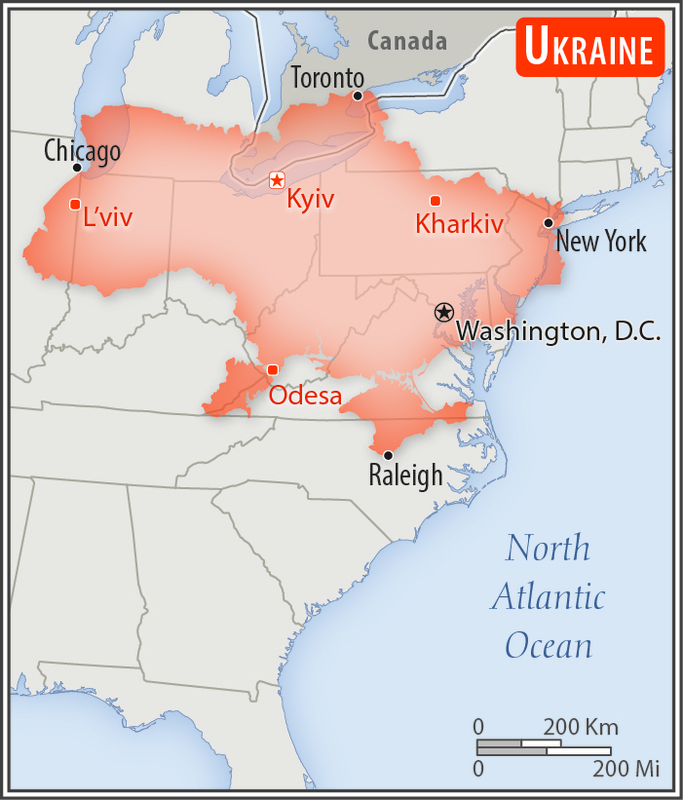 UKRAINE
Canada
Toronto
Chicago
Kyiv
L'viv
Kharkiv
New York
Washington, D.C.
Odesa
Raleigh
North
Atlantic
Ocean
0 200 Km
0 200 Mi